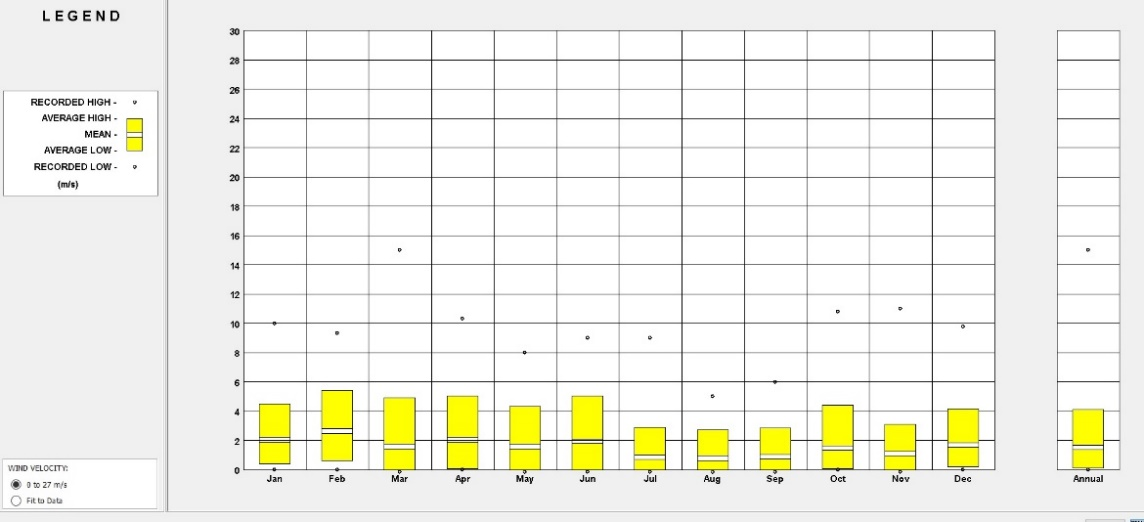 LEGEND
RECORDED HIGH -
AVERAGE HIGH -
MEAN -
AVERAGE LOW -
RECORDED LOW -
(m/s)
30
28
26
24
22
20
18
16
14
12
10
8
6
4
2
0
Jan Feb Mar Apr May Jun Jul Aug Sep Oct Nov Dec Annual
WIND VELOCITY:
0 to 27 m/s
Fit to Data